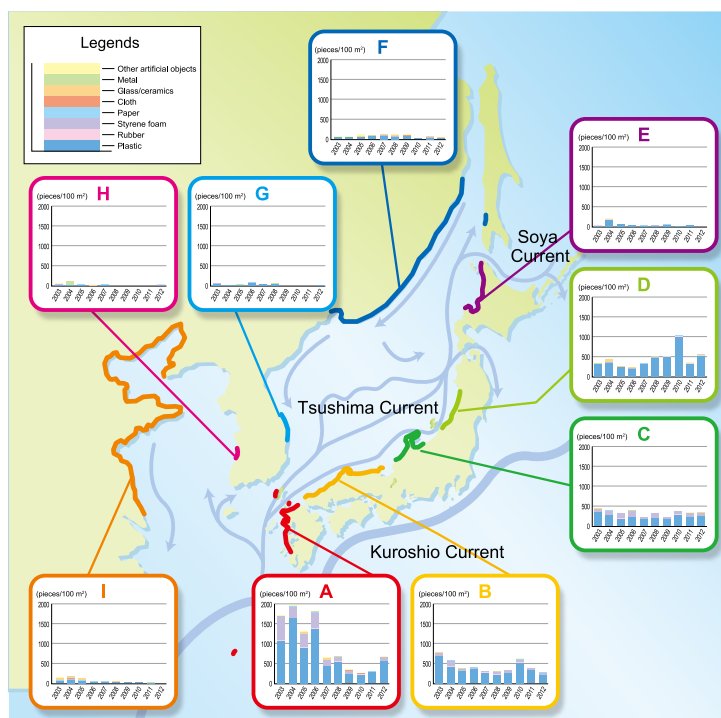 Legends
Other artificial objects
Metal
Glass/ceramics
Cloth
Paper
Styrene foam
Rubber
Plastic
F
(pieces/100 m²)
2000
1500
1000
500
0
2003 2004 2005 2006 2007 2008 2009 2010 2011 2012
E
(pieces/100 m²)
2000
1500
1000
500
0
2003 2004 2005 2006 2007 2008 2009 2010 2011 2012
H
(pieces/100 m²)
2000
1500
1000
500
0
2003 2004 2005 2006 2007 2008 2009 2010 2011 2012
G
(pieces/100 m²)
2000
1500
1000
500
0
2003 2004 2005 2006 2007 2008 2009 2010 2011 2012
Soya
Current
D
(pieces/100 m²)
2000
1500
1000
500
0
2003 2004 2005 2006 2007 2008 2009 2010 2011 2012
Tsushima Current
C
(pieces/100 m²)
2000
1500
1000
500
0
2003 2004 2005 2006 2007 2008 2009 2010 2011 2012
Kuroshio Current
I
(pieces/100 m²)
2000
1500
1000
500
0
2003 2004 2005 2006 2007 2008 2009 2010 2011 2012
A
(pieces/100 m²)
2000
1500
1000
500
0
2003 2004 2005 2006 2007 2008 2009 2010 2011 2012
B
(pieces/100 m²)
2000
1500
1000
500
0
2003 2004 2005 2006 2007 2008 2009 2010 2011 2012